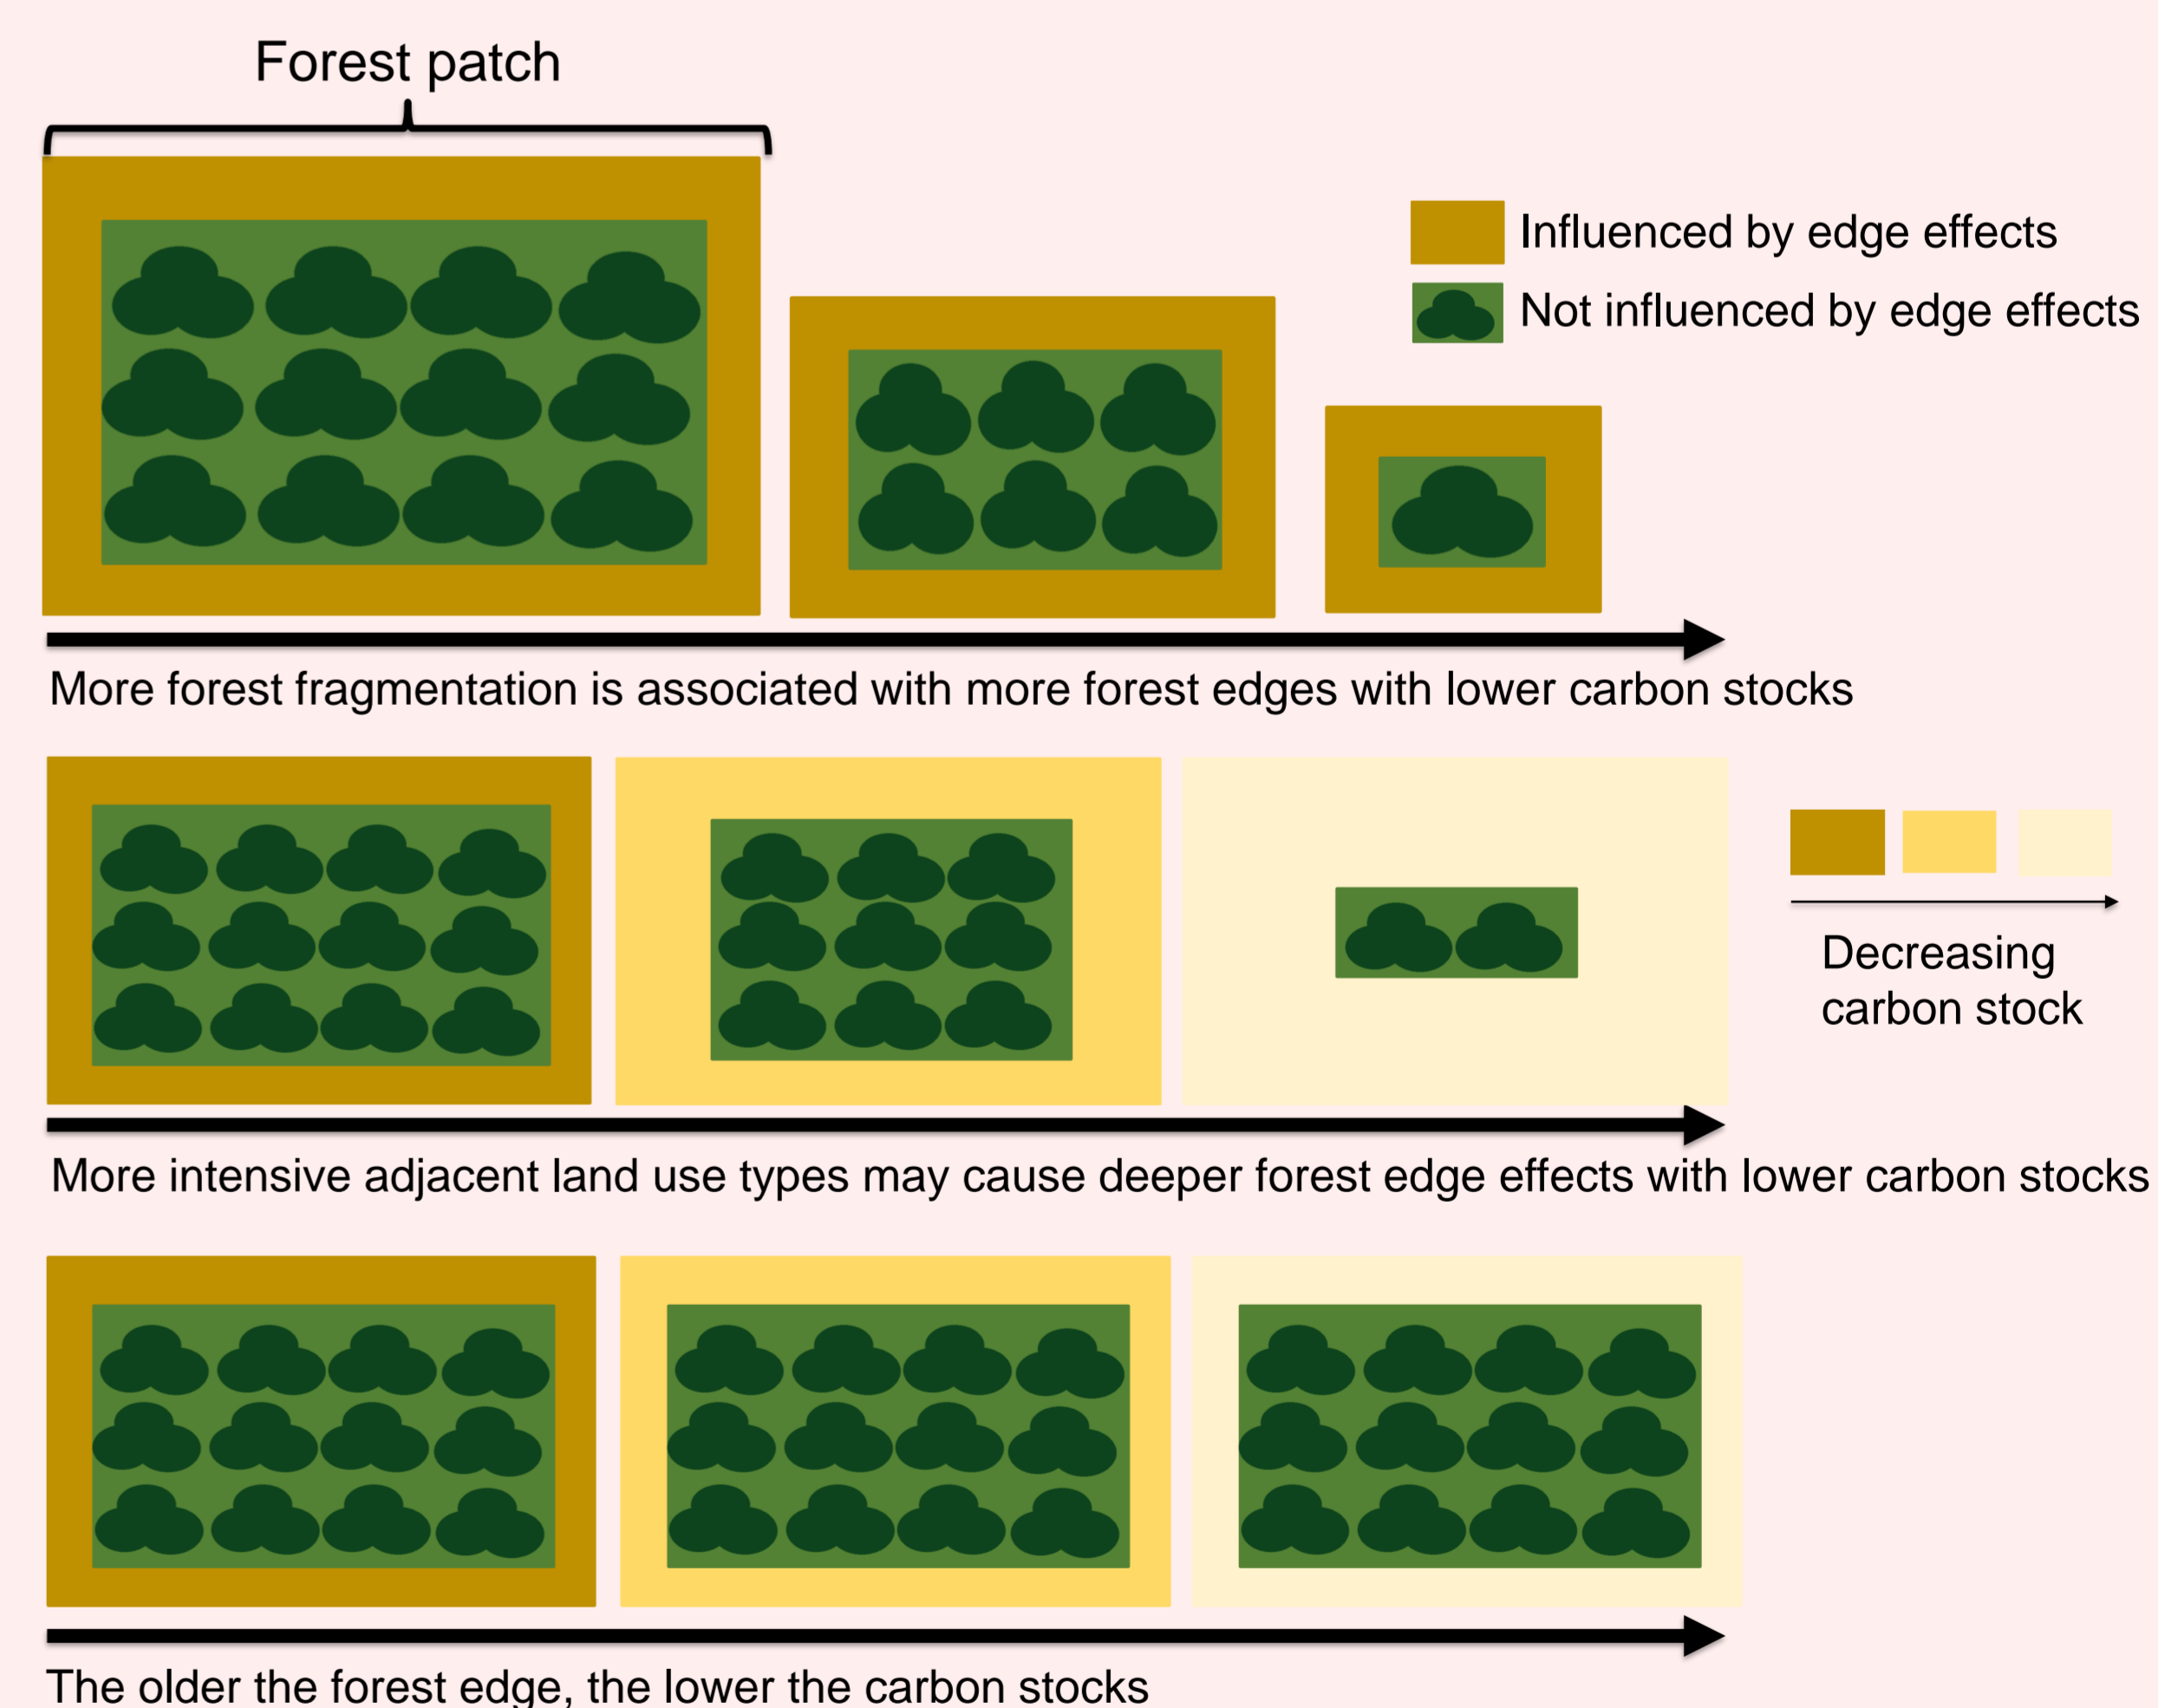 Forest patch
Influenced by edge effects
Not influenced by edge effects
More forest fragmentation is associated with more forest edges with lower carbon stocks
Decreasing
carbon stock
More intensive adjacent land use types may cause deeper forest edge effects with lower carbon stocks
The older the forest edge, the lower the carbon stocks